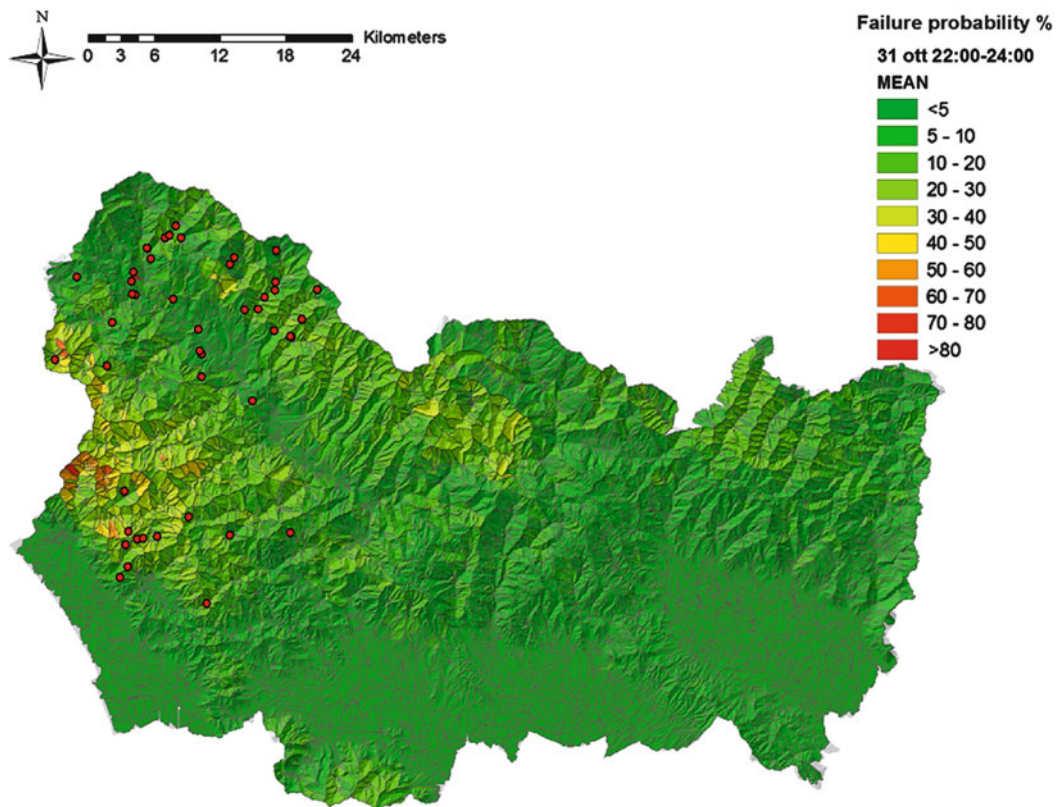 N
Kilometers
0 3 6 12 18 24
Failure probability %
31 ott 22:00-24:00
MEAN
<5
5 - 10
10 - 20
20 - 30
30 - 40
40 - 50
50 - 60
60 - 70
70 - 80
>80